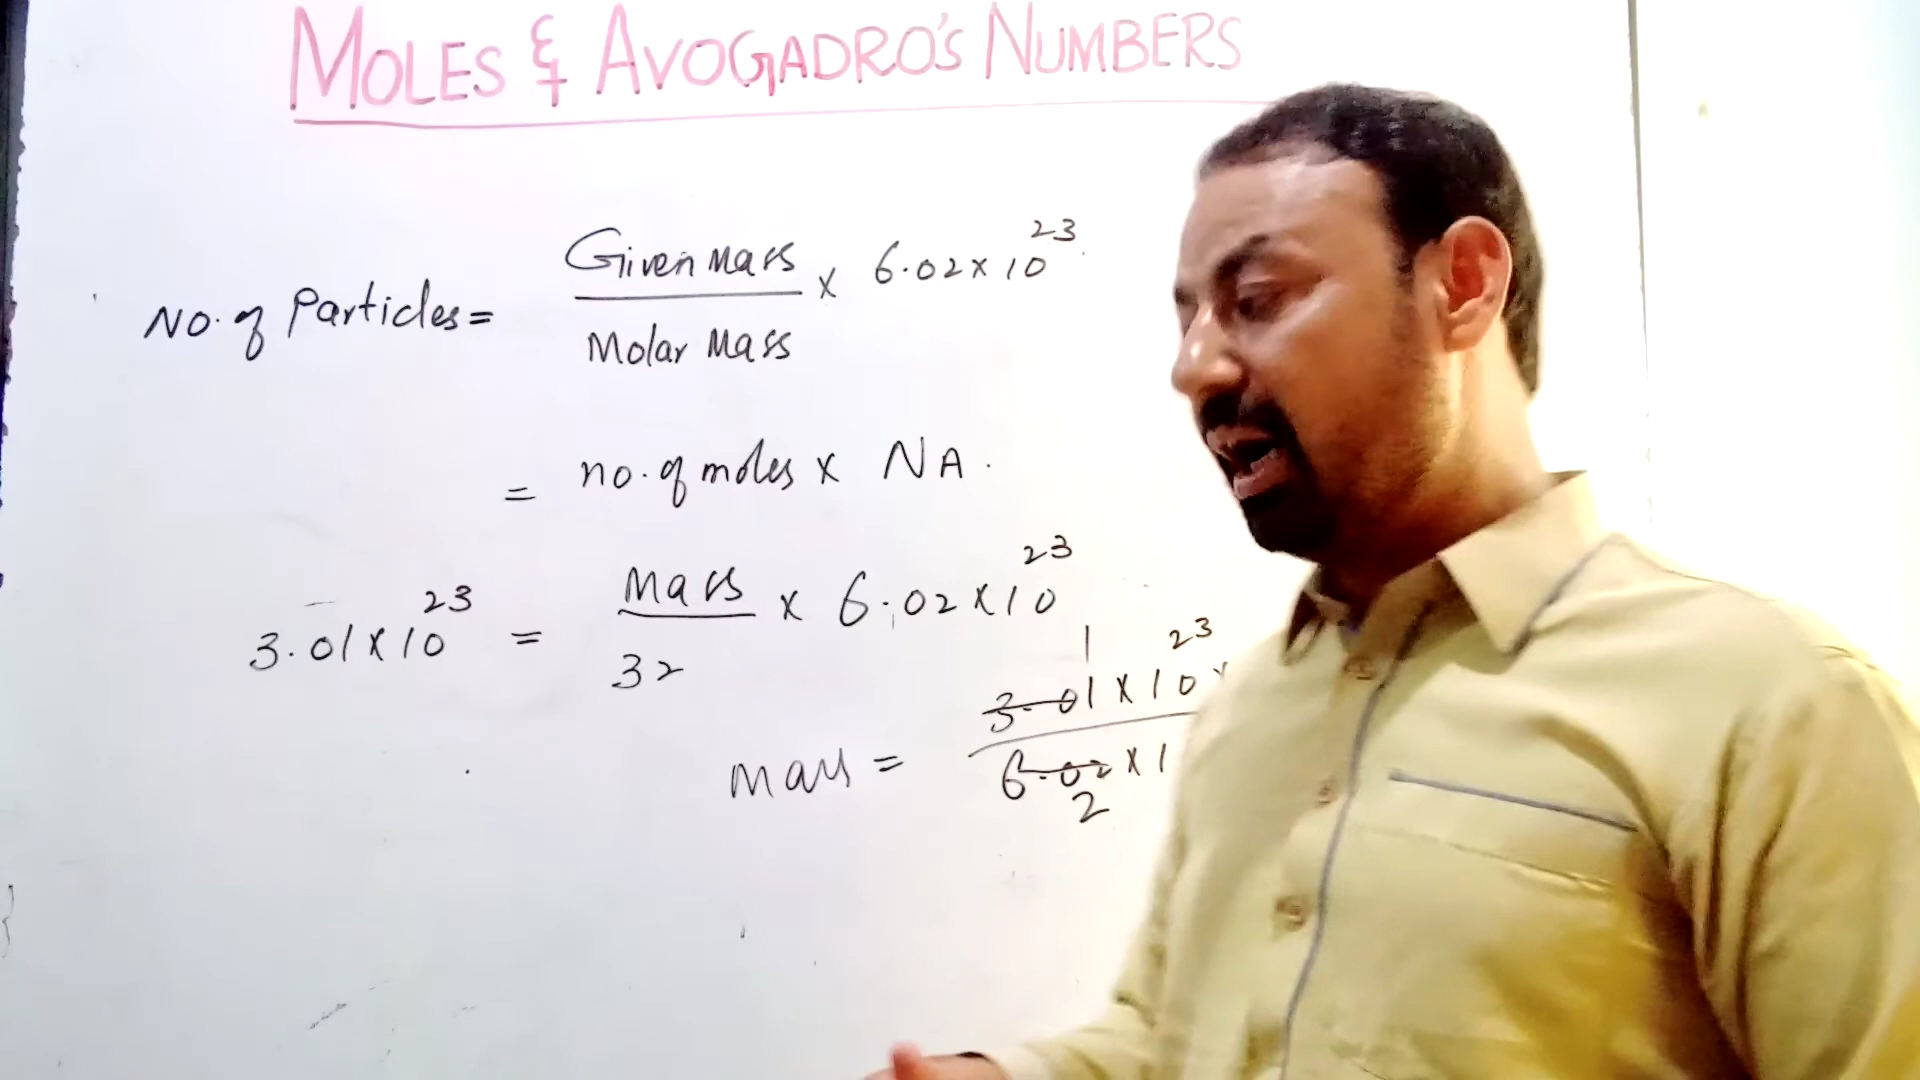 MOLES & AVOGADRO'S NUMBERS
No. of Particles = Given Mass / Molar Mass x 6.02 x 10^23
= no. of moles x NA.
3.01 x 10^23 = Mass / 32 x 6.02 x 10^23
mass = 3.01 x 10^23 x / 6.02 x 1
1
2